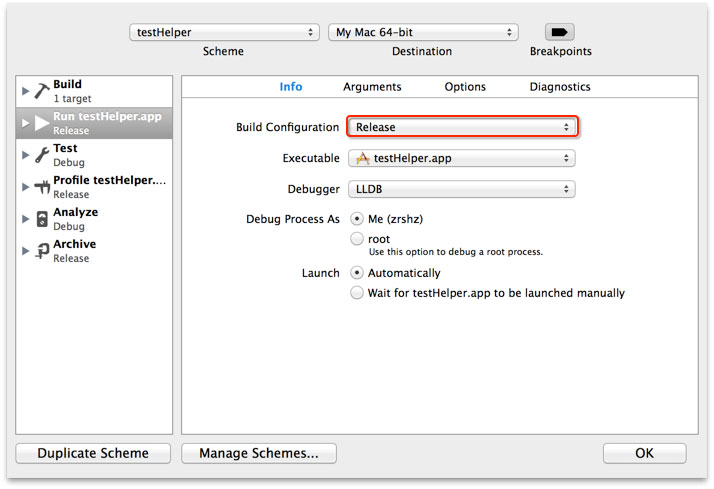 testHelper
My Mac 64-bit
Scheme
Destination
Breakpoints
Build
1 target
Run testHelper.app
Release
Test
Debug
Profile testHelper....
Release
Analyze
Debug
Archive
Release
Info
Arguments
Options
Diagnostics
Build Configuration
Release
Executable
testHelper.app
Debugger
LLDB
Debug Process As
Me (zrshz)
root
Use this option to debug a root process.
Launch
Automatically
Wait for testHelper.app to be launched manually
Duplicate Scheme
Manage Schemes...
OK